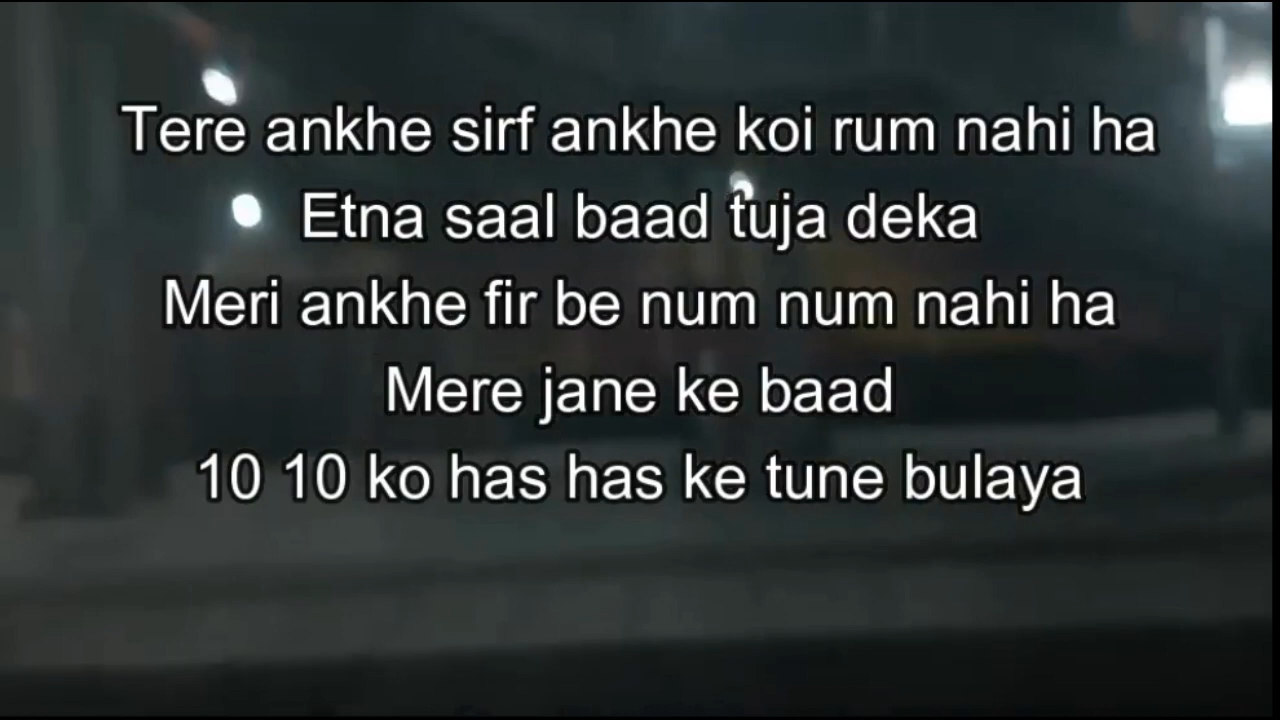 Tere ankhe sirf ankhe koi rum nahi ha
Etna saal baad tuja deka
Meri ankhe fir be num num nahi ha
Mere jane ke baad
10 10 ko has has ke tune bulaya